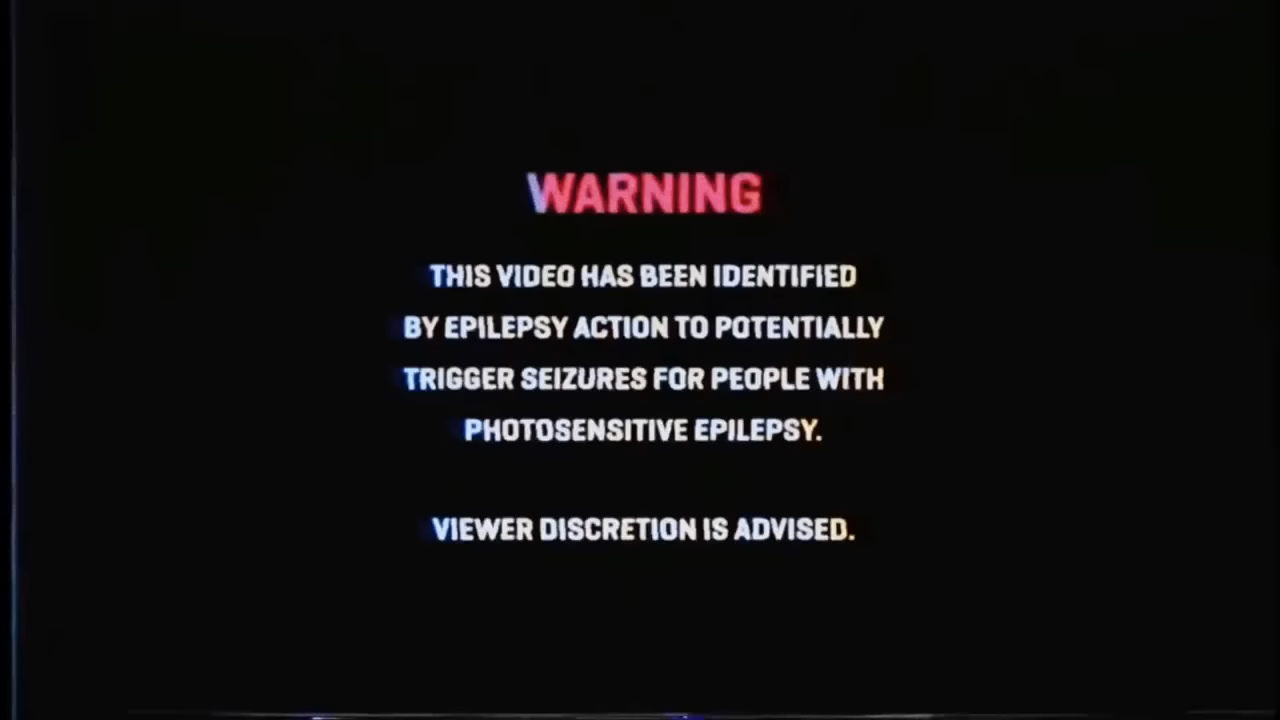 WARNING
THIS VIDEO HAS BEEN IDENTIFIED
BY EPILEPSY ACTION TO POTENTIALLY
TRIGGER SEIZURES FOR PEOPLE WITH
PHOTOSENSITIVE EPILEPSY.
VIEWER DISCRETION IS ADVISED.